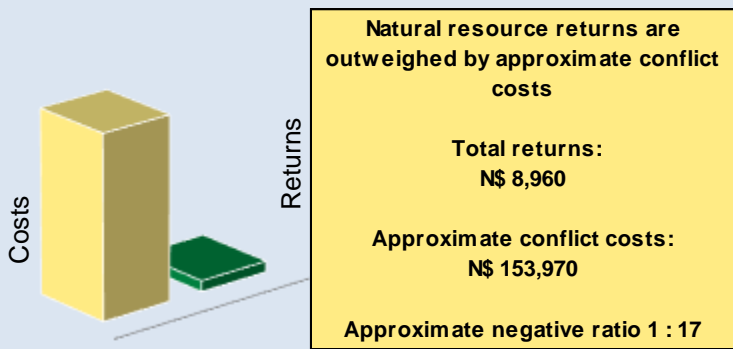 Costs
Returns
Natural resource returns are
outweighed by approximate conflict
costs
Total returns:
N$ 8,960
Approximate conflict costs:
N$ 153,970
Approximate negative ratio 1 : 17